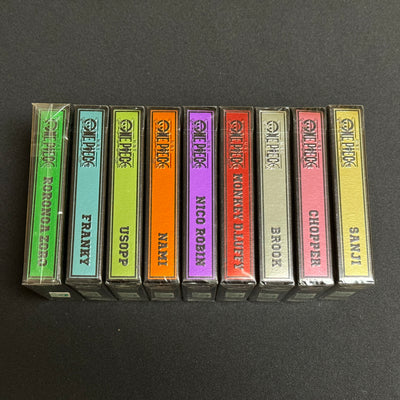 ONE PIECE
RORONOA ZORO
ONE PIECE
FRANKY
ONE PIECE
USOPP
ONE PIECE
NAMI
ONE PIECE
NICO ROBIN
ONE PIECE
MONKEY D. LUFFY
ONE PIECE
BROOK
ONE PIECE
CHOPPER
ONE PIECE
SANJI